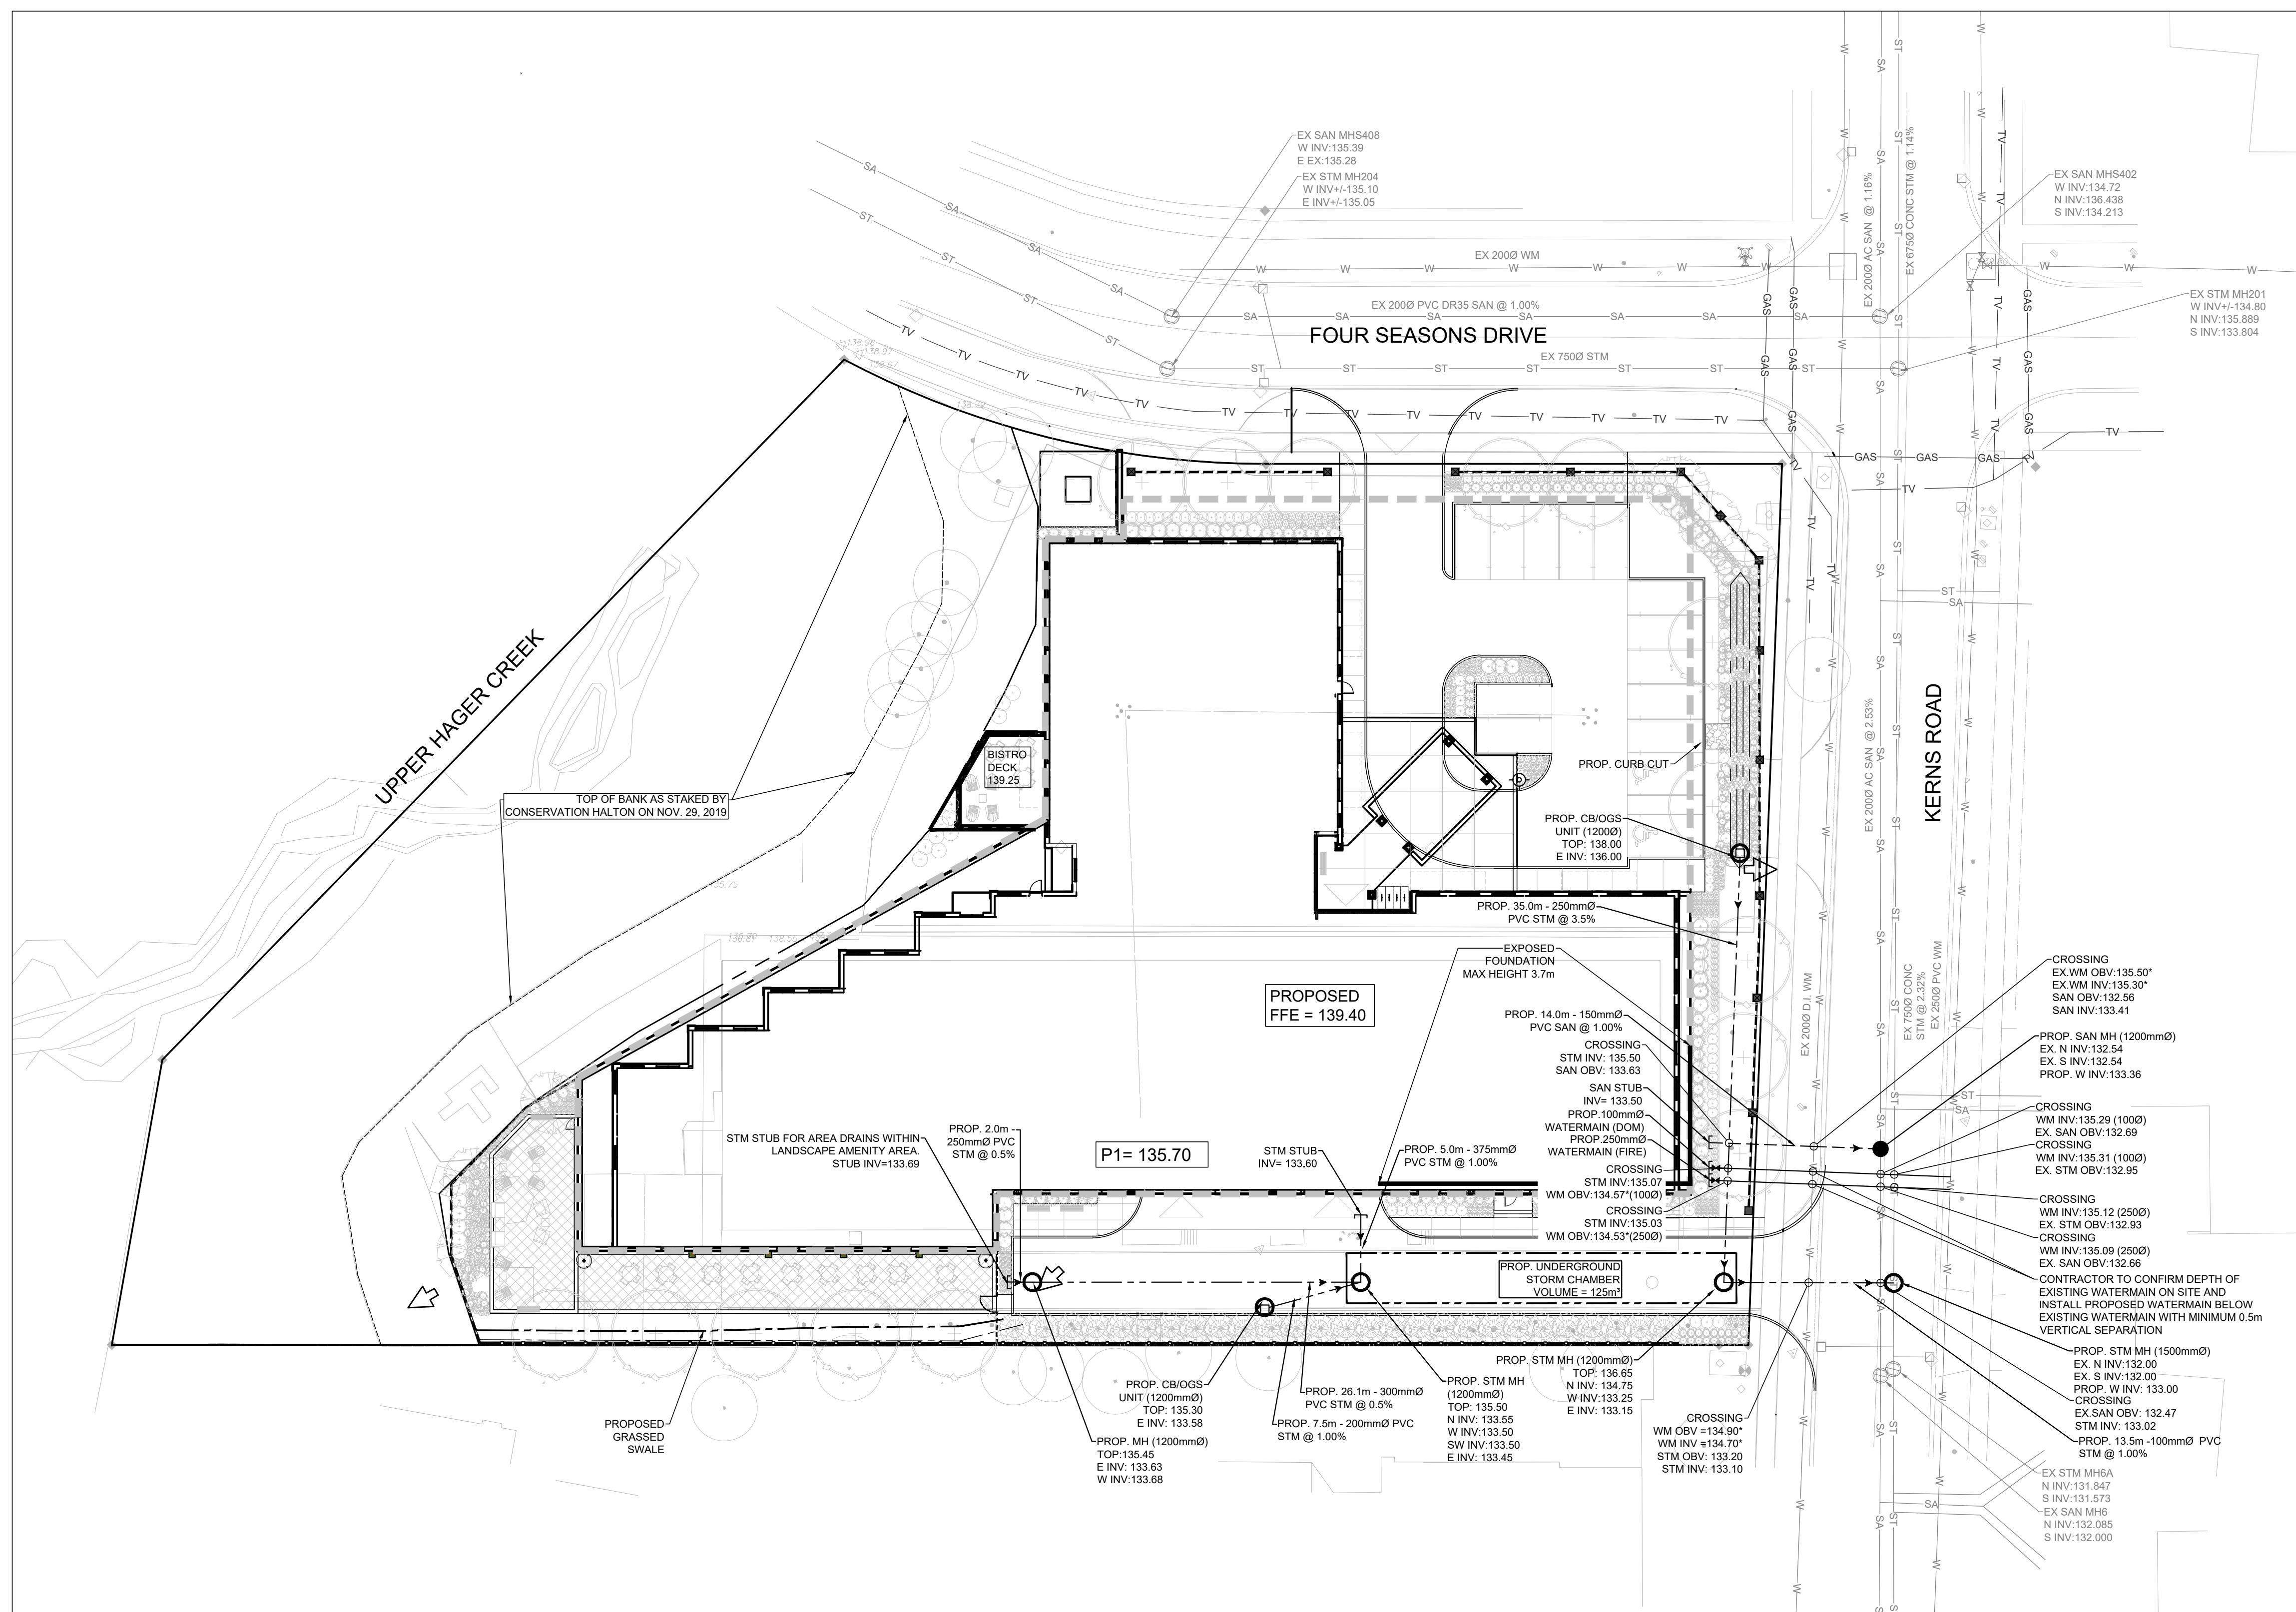 EX SAN MHS408
W INV:135.39
E EX:135.28
EX STM MH204
W INV+/-135.10
E INV+/-135.05
EX 200Ø AC SAN @ 1.16%
EX 675Ø CONC STM @ 1.14%
EX SAN MHS402
W INV:134.72
N INV:136.438
S INV:134.213
EX STM MH201
W INV+/-134.80
N INV:135.889
S INV:133.804
EX 200Ø WM
EX 200Ø PVC DR35 SAN @ 1.00%
FOUR SEASONS DRIVE
EX 750Ø STM
138.96
138.97
138.67
138.79
UPPER HAGER CREEK
TOP OF BANK AS STAKED BY
CONSERVATION HALTON ON NOV. 29, 2019
BISTRO
DECK
139.25
PROP. CURB CUT
EX 200Ø AC SAN @ 2.53%
KERNS ROAD
PROP. CB/OGS
UNIT (1200Ø)
TOP: 138.00
E INV: 136.00
135.75
138.81
138.55
PROP. 35.0m - 250mmØ
PVC STM @ 3.5%
EXPOSED
FOUNDATION
MAX HEIGHT 3.7m
PROPOSED
FFE = 139.40
PROP. 14.0m - 150mmØ
PVC SAN @ 1.00%
CROSSING
STM INV: 135.50
SAN OBV: 133.63
SAN STUB
INV= 133.50
PROP.100mmØ
WATERMAIN (DOM)
PROP.250mmØ
WATERMAIN (FIRE)
CROSSING
STM INV:135.07
WM OBV:134.57*(100Ø)
CROSSING
STM INV:135.03
WM OBV:134.53*(250Ø)
EX 200Ø D.I. WM
EX 750Ø CONC
STM @ 2.32%
EX 250Ø PVC WM
CROSSING
EX.WM OBV:135.50*
EX.WM INV:135.30*
SAN OBV:132.56
SAN INV:133.41
PROP. SAN MH (1200mmØ)
EX. N INV:132.54
EX. S INV:132.54
PROP. W INV:133.36
CROSSING
WM INV:135.29 (100Ø)
EX. SAN OBV:132.69
CROSSING
WM INV:135.31 (100Ø)
EX. STM OBV:132.95
CROSSING
WM INV:135.12 (250Ø)
EX. STM OBV:132.93
CROSSING
WM INV:135.09 (250Ø)
EX. SAN OBV:132.66
CONTRACTOR TO CONFIRM DEPTH OF
EXISTING WATERMAIN ON SITE AND
INSTALL PROPOSED WATERMAIN BELOW
EXISTING WATERMAIN WITH MINIMUM 0.5m
VERTICAL SEPARATION
PROP. STM MH (1500mmØ)
EX. N INV:132.00
EX. S INV:132.00
PROP. W INV: 133.00
CROSSING
EX.SAN OBV: 132.47
STM INV: 133.02
PROP. 13.5m -100mmØ PVC
STM @ 1.00%
EX STM MH6A
N INV:131.847
S INV:131.573
EX SAN MH6
N INV:132.085
S INV:132.000
STM STUB FOR AREA DRAINS WITHIN
LANDSCAPE AMENITY AREA.
STUB INV=133.69
PROP. 2.0m -
250mmØ PVC
STM @ 0.5%
P1= 135.70
STM STUB
INV= 133.60
PROP. 5.0m - 375mmØ
PVC STM @ 1.00%
PROP. UNDERGROUND
STORM CHAMBER
VOLUME = 125m³
PROPOSED
GRASSED
SWALE
PROP. CB/OGS
UNIT (1200mmØ)
TOP: 135.30
E INV: 133.58
PROP. MH (1200mmØ)
TOP:135.45
E INV: 133.63
W INV:133.68
PROP. 26.1m - 300mmØ
PVC STM @ 0.5%
PROP. 7.5m - 200mmØ PVC
STM @ 1.00%
PROP. STM MH
(1200mmØ)
TOP: 135.50
N INV: 133.55
W INV:133.50
SW INV:133.50
E INV: 133.45
PROP. STM MH (1200mmØ)
TOP: 136.65
N INV: 134.75
W INV:133.25
E INV: 133.15
CROSSING
WM OBV =134.90*
WM INV =134.70*
STM OBV: 133.20
STM INV: 133.10